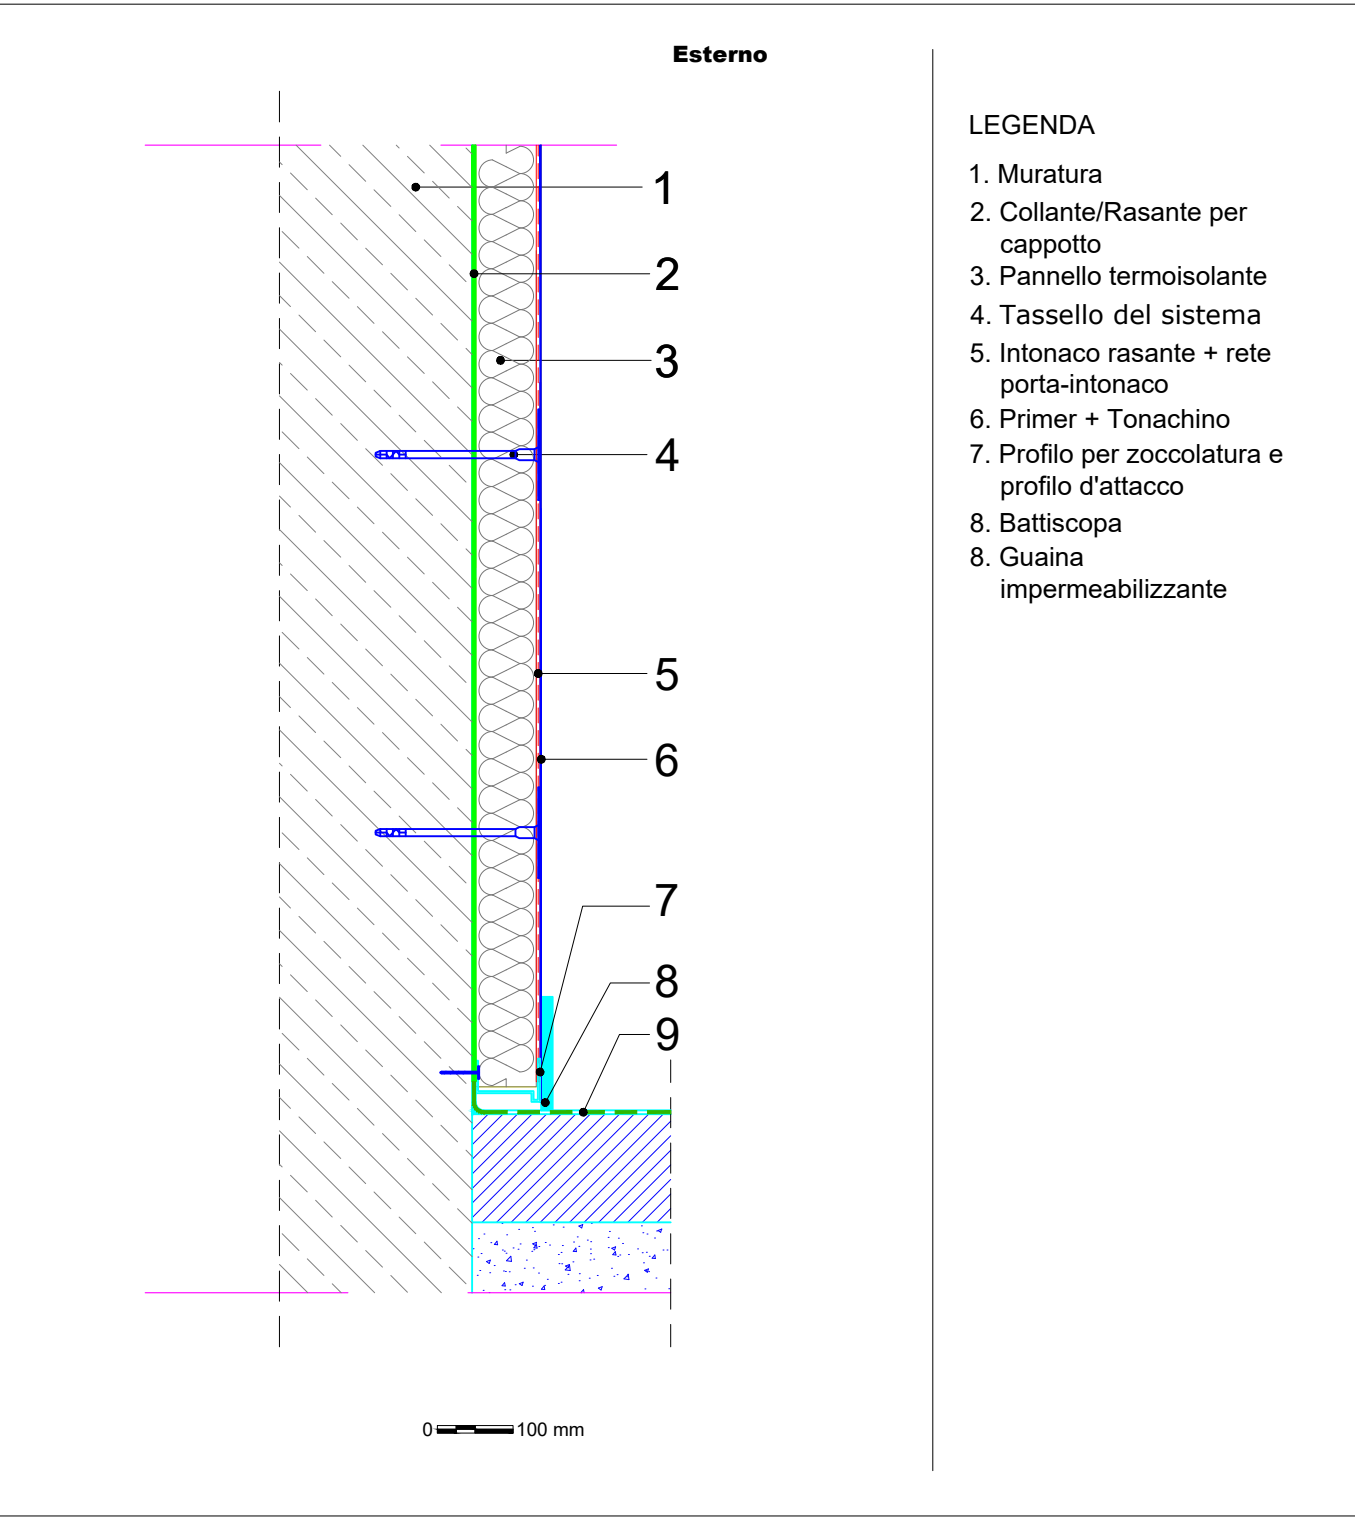 Esterno
1
2
3
4
5
6
7
8
9
0 100 mm
LEGENDA
1. Muratura
2. Collante/Rasante per
cappotto
3. Pannello termoisolante
4. Tassello del sistema
5. Intonaco rasante + rete
porta-intonaco
6. Primer + Tonachino
7. Profilo per zoccolatura e
profilo d'attacco
8. Battiscopa
8. Guaina
impermeabilizzante